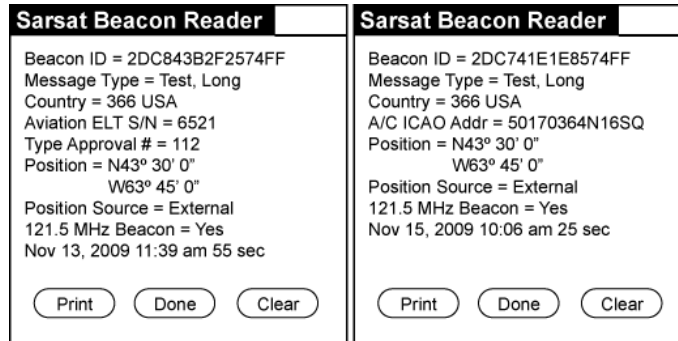 Sarsat Beacon Reader
Beacon ID = 2DC843B2F2574FF
Message Type = Test, Long
Country = 366 USA
Aviation ELT S/N = 6521
Type Approval # = 112
Position = N43º 30' 0"
W63º 45' 0"
Position Source = External
121.5 MHz Beacon = Yes
Nov 13, 2009 11:39 am 55 sec
Print Done Clear
Sarsat Beacon Reader
Beacon ID = 2DC741E1E8574FF
Message Type = Test, Long
Country = 366 USA
A/C ICAO Addr = 50170364N16SQ
Position = N43º 30' 0"
W63º 45' 0"
Position Source = External
121.5 MHz Beacon = Yes
Nov 15, 2009 10:06 am 25 sec
Print Done Clear